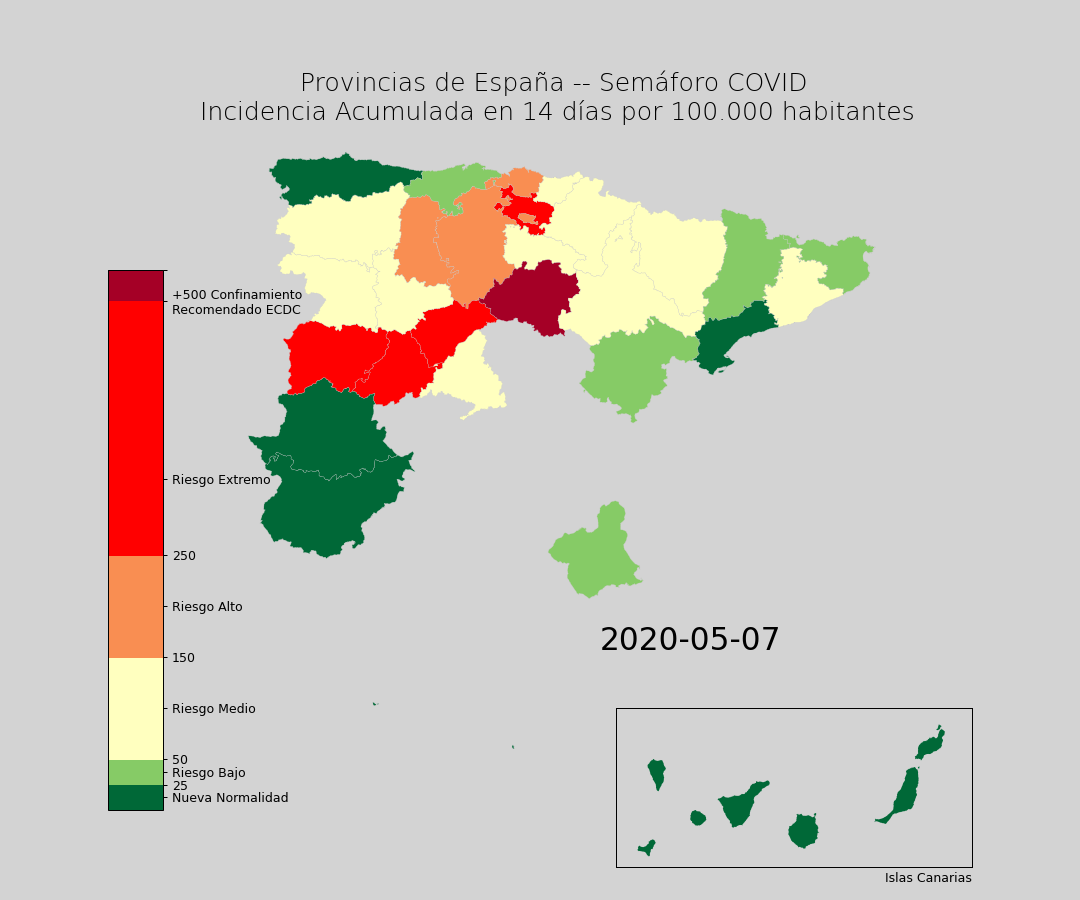 Provincias de España -- Semáforo COVID
Incidencia Acumulada en 14 días por 100.000 habitantes
+500 Confinamiento
Recomendado ECDC
Riesgo Extremo
250
Riesgo Alto
150
Riesgo Medio
50
Riesgo Bajo
25
Nueva Normalidad
2020-05-07
Islas Canarias